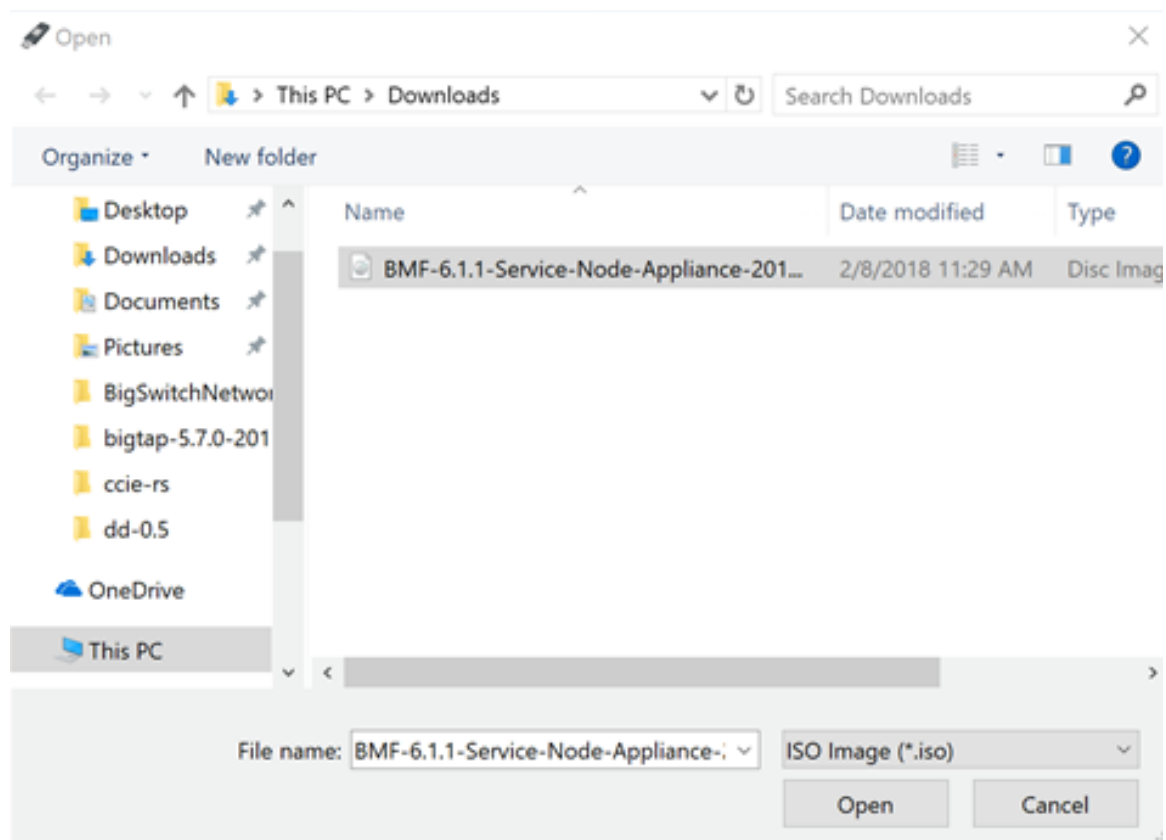 Open
This PC > Downloads
Search Downloads
Organize
New folder
?
Name
Date modified
Type
Desktop
Downloads
Documents
Pictures
BigSwitchNetwor
bigtap-5.7.0-201
ccie-rs
dd-0.5
OneDrive
This PC
BMF-6.1.1-Service-Node-Appliance-201... 2/8/2018 11:29 AM Disc Imag
File name: BMF-6.1.1-Service-Node-Appliance-
ISO Image (*.iso)
Open
Cancel